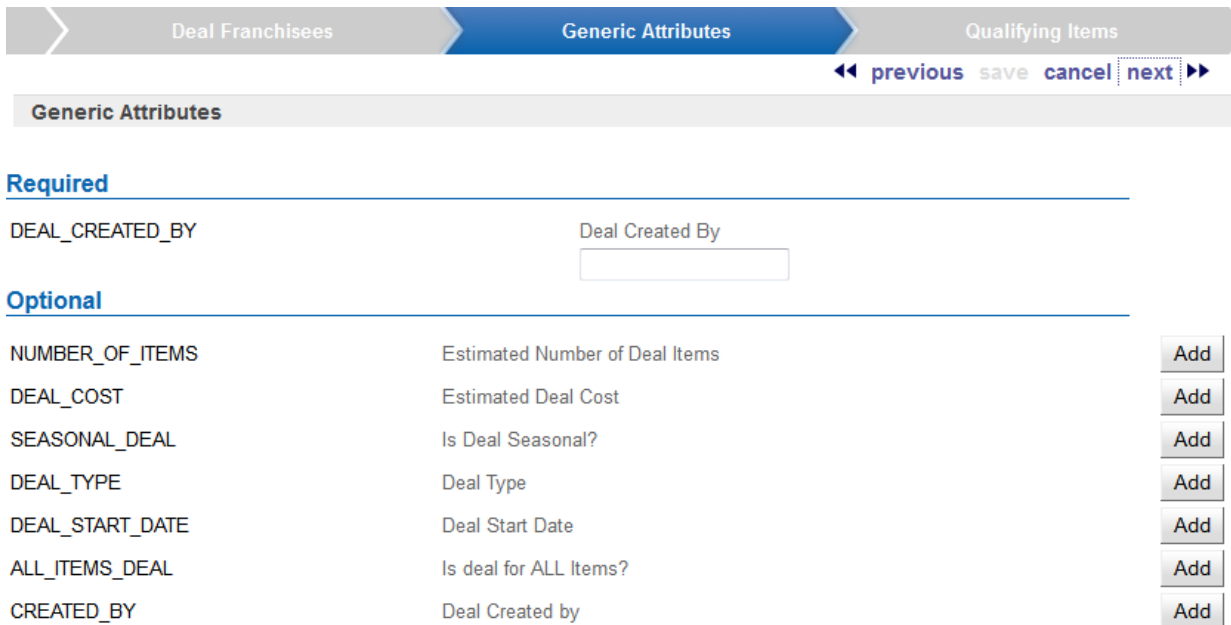 Deal Franchisees Generic Attributes Qualifying Items
previous save cancel next
Generic Attributes
Required
DEAL_CREATED_BY Deal Created By
Optional
NUMBER_OF_ITEMS Estimated Number of Deal Items Add
DEAL_COST Estimated Deal Cost Add
SEASONAL_DEAL Is Deal Seasonal? Add
DEAL_TYPE Deal Type Add
DEAL_START_DATE Deal Start Date Add
ALL_ITEMS_DEAL Is deal for ALL Items? Add
CREATED_BY Deal Created by Add